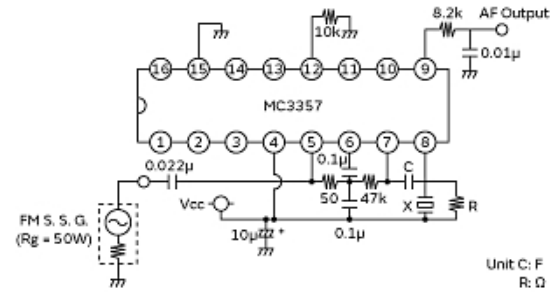 8.2k AF Output
10k
0.01μ
16 15 14 13 12 11 10 9
MC3357
1 2 3 4 5 6 7 8
0.022μ
0.1μ
C
Vcc
50 47k
X
R
FM S. S. G.
(Rg = 50W)
10μ
+
0.1μ
Unit C: F
R: Ω